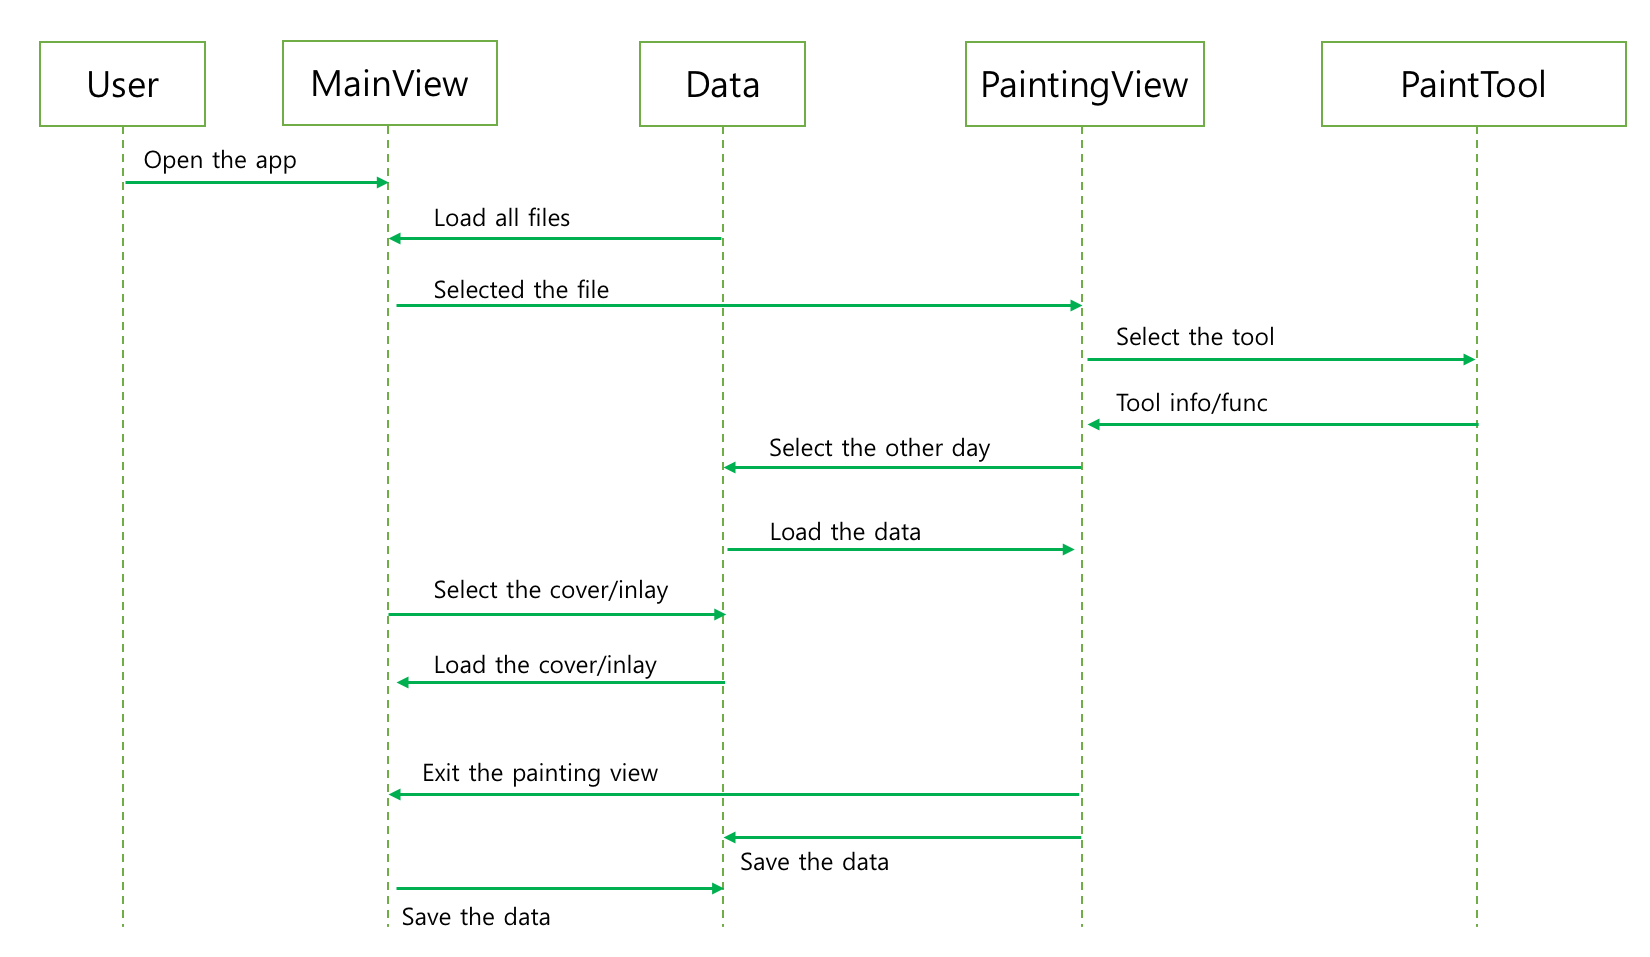 User
MainView
Data
PaintingView
PaintTool
Open the app
Load all files
Selected the file
Select the tool
Tool info/func
Select the other day
Load the data
Select the cover/inlay
Load the cover/inlay
Exit the painting view
Save the data
Save the data